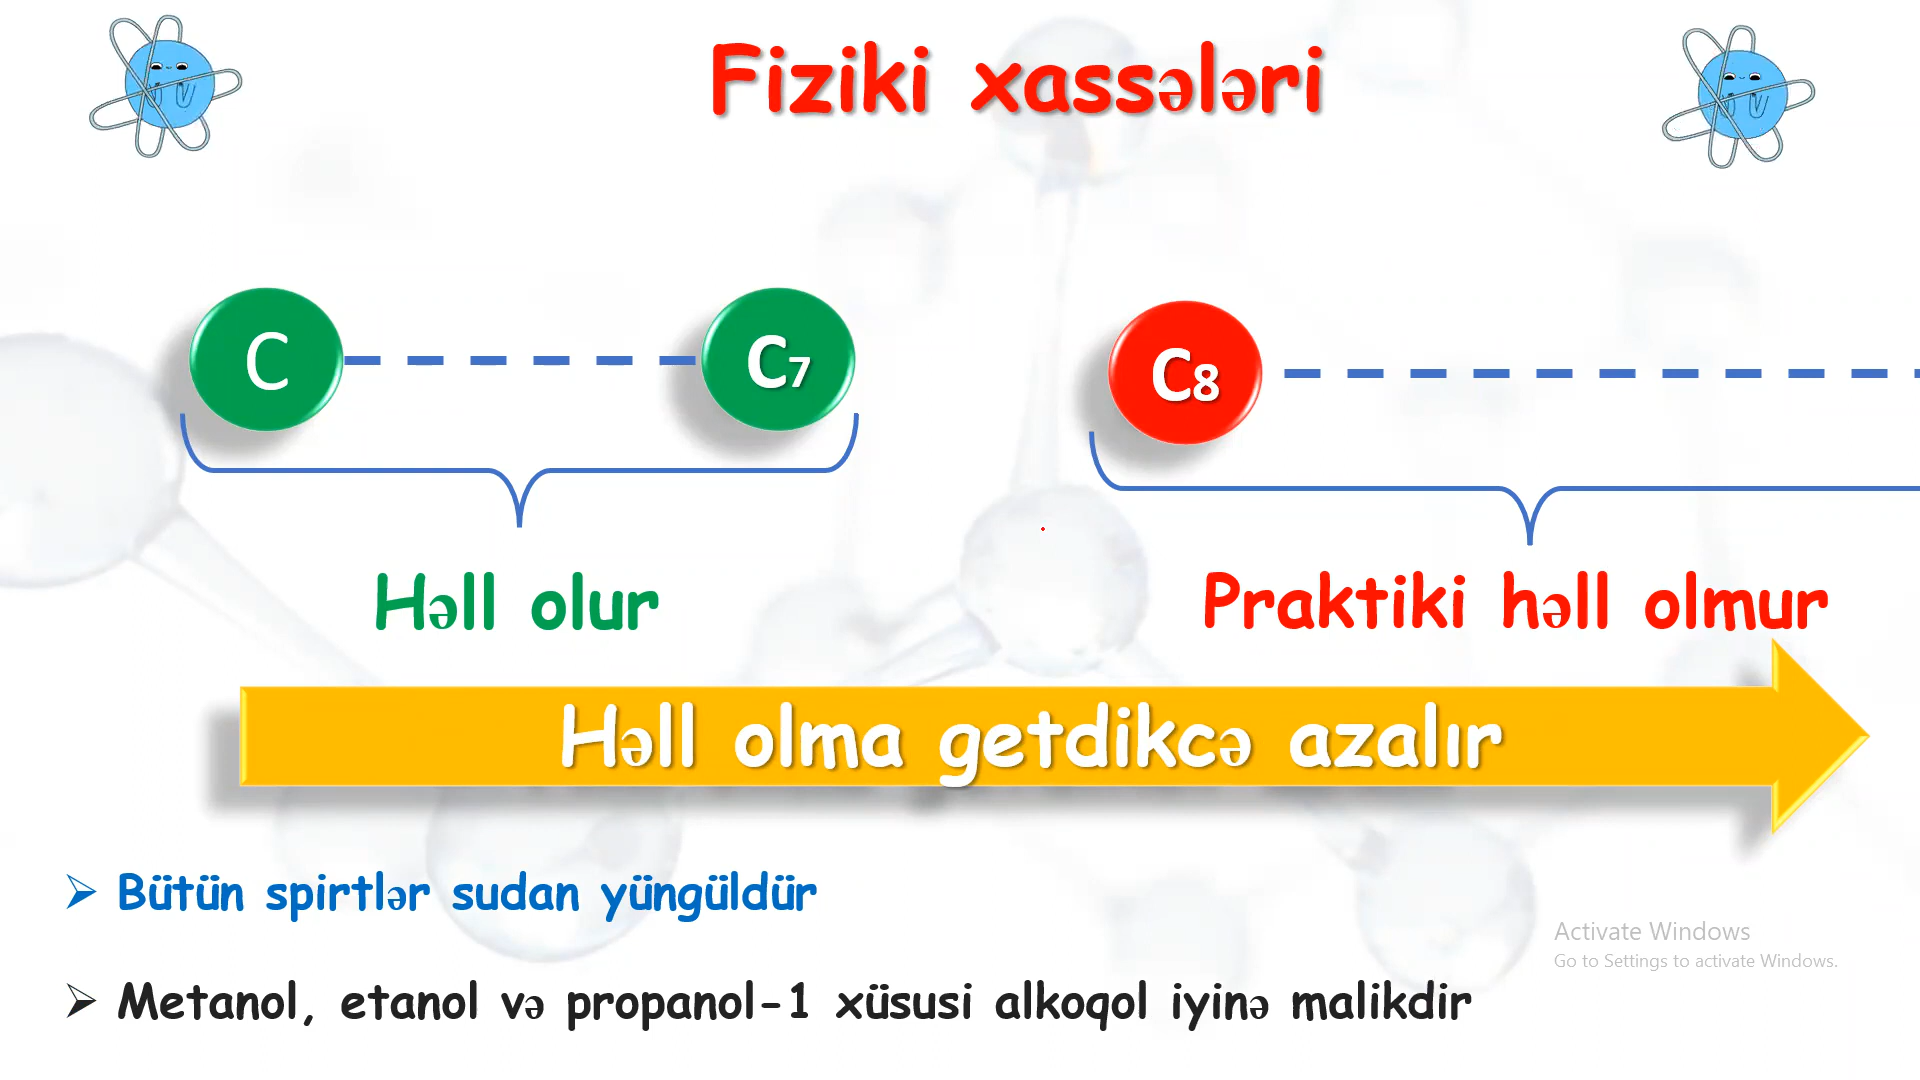 Fiziki xassələri
C
C7
C8
Həll olur
Praktiki həll olmur
Həll olma getdikcə azalır
➢ Bütün spirtlər sudan yüngüldür
➢ Metanol, etanol və propanol-1 xüsusi alkoqol iyinə malikdir
Activate Windows
Go to Settings to activate Windows.